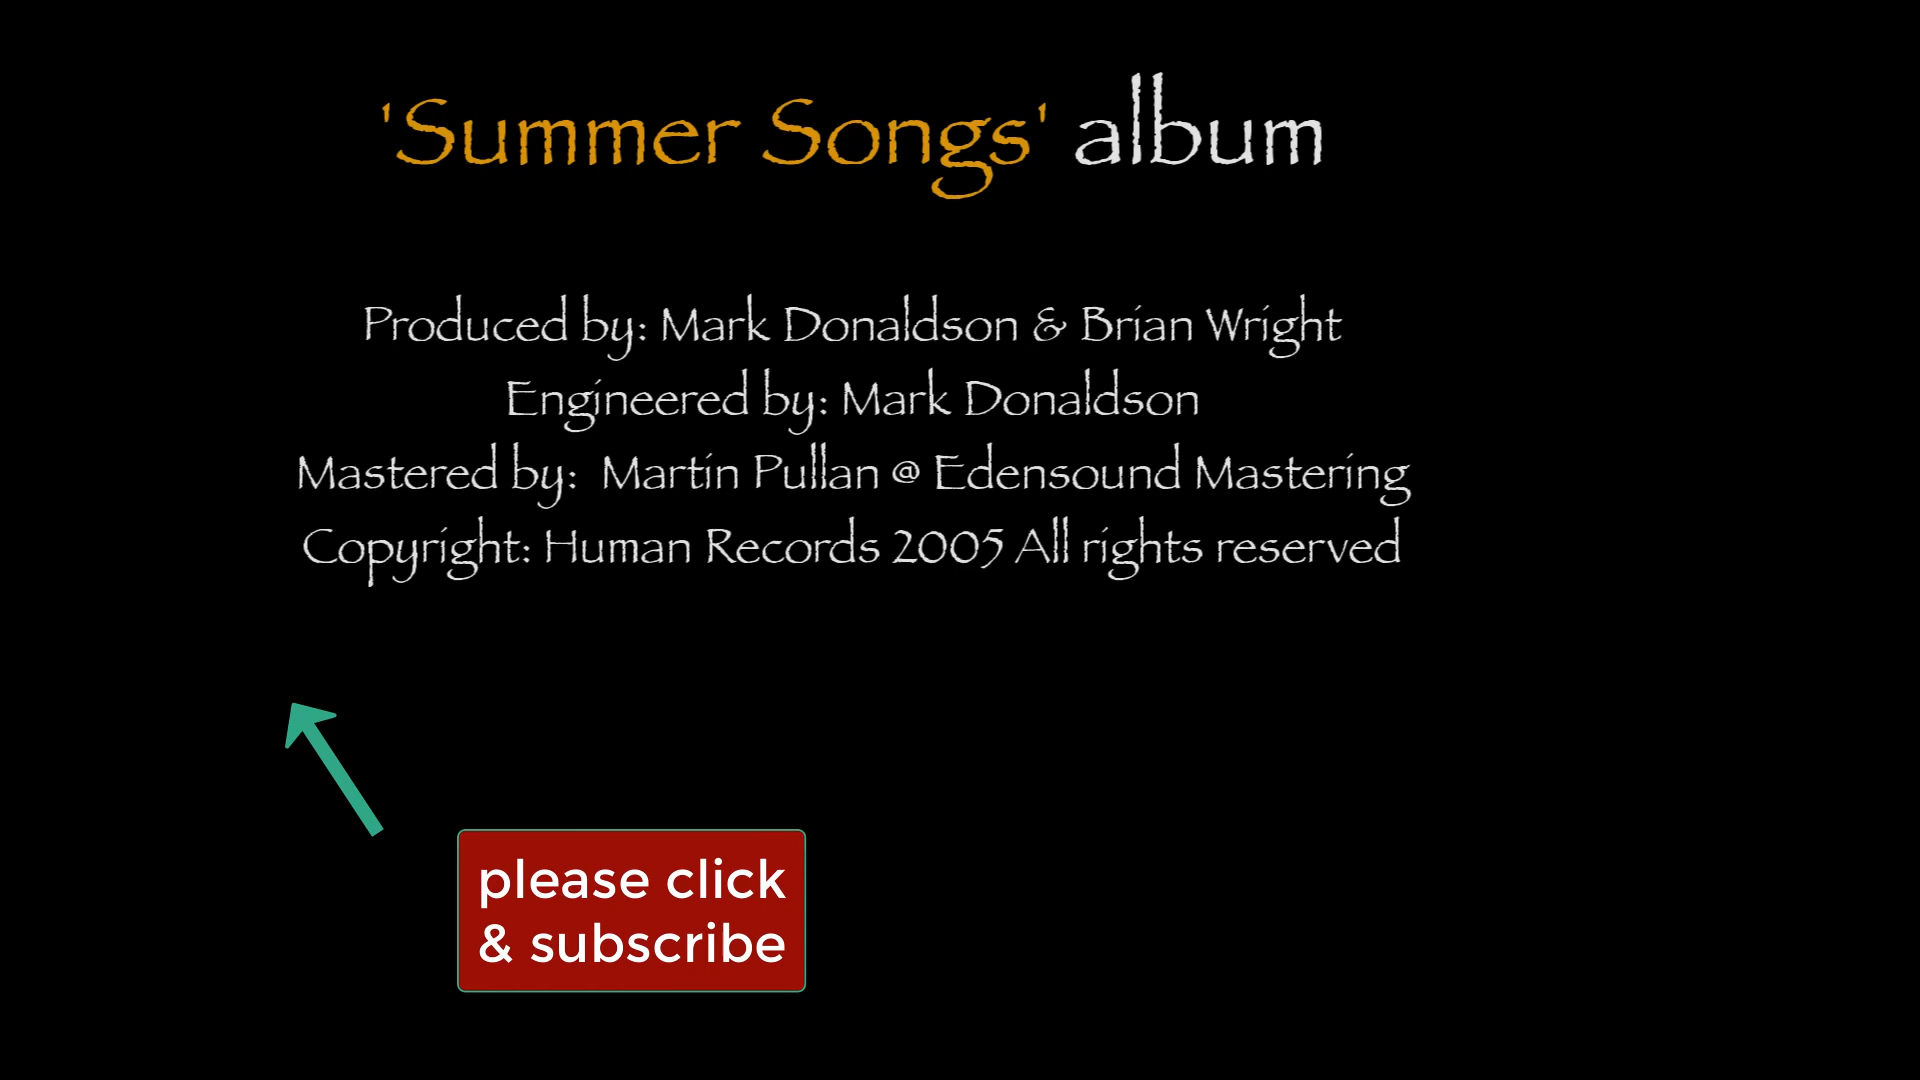 'Summer Songs' album
Produced by: Mark Donaldson & Brian Wright
Engineered by: Mark Donaldson
Mastered by:  Martin Pullan @ Edensound Mastering
Copyright: Human Records 2005 All rights reserved
please click
& subscribe